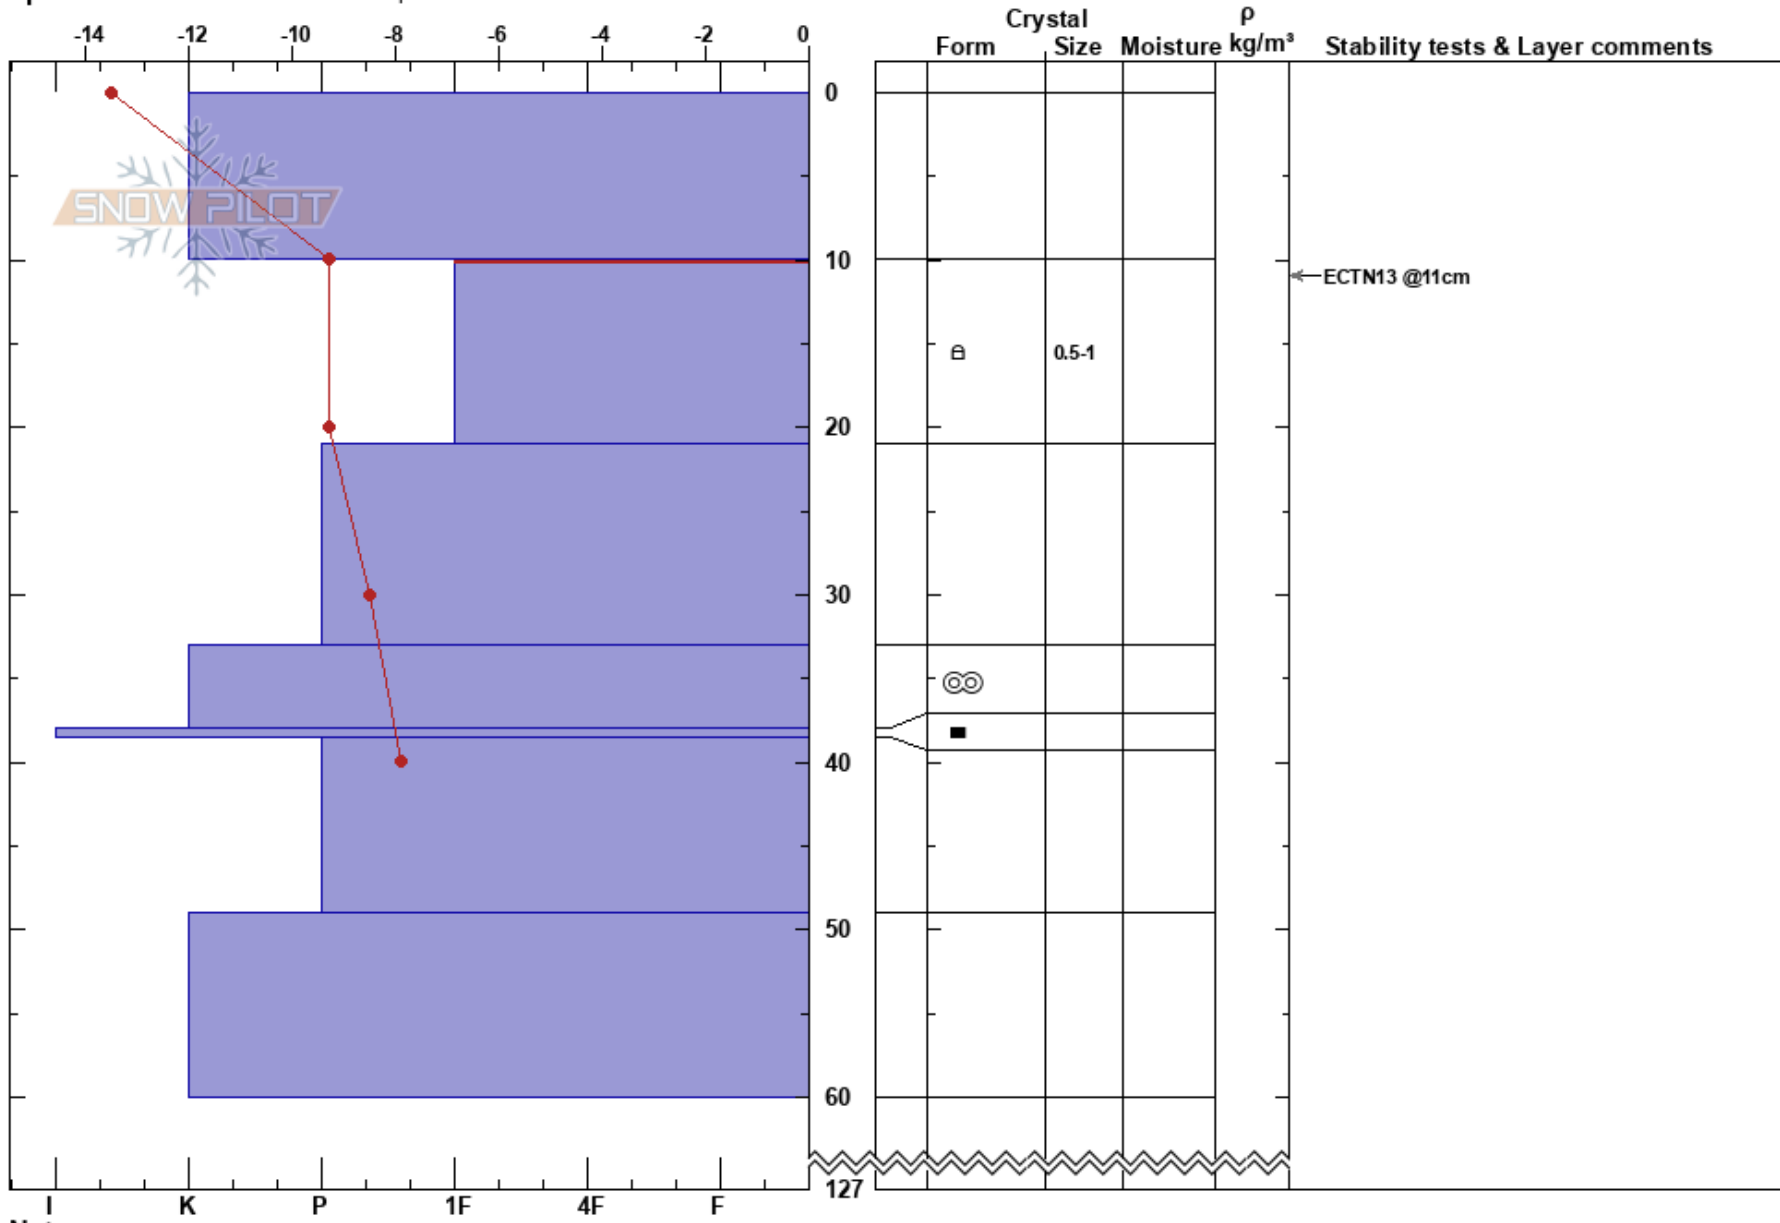 Crystal
ρ
-14 -12 -10 -8 -6 -4 -2 0
Form Size Moisture kg/m³ Stability tests & Layer comments
0
SNOW PILOT
10
ECTN13 @11cm
0.5-1
20
30
40
50
60
127
I K P 1F 4F F